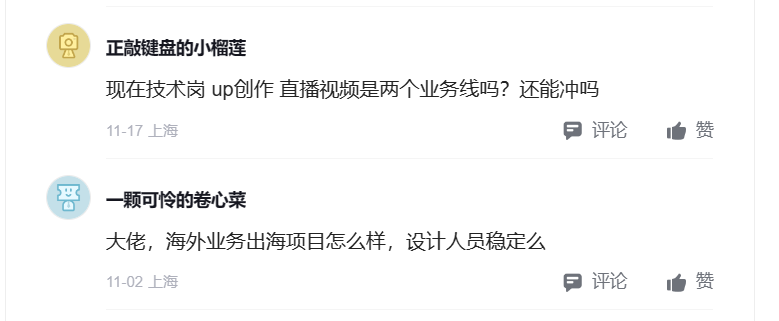 正敲键盘的小榴莲
现在技术岗 up创作 直播视频是两个业务线吗？还能冲吗
11-17 上海 评论 赞
一颗可怜的卷心菜
大佬，海外业务出海项目怎么样，设计人员稳定么
11-02 上海 评论 赞